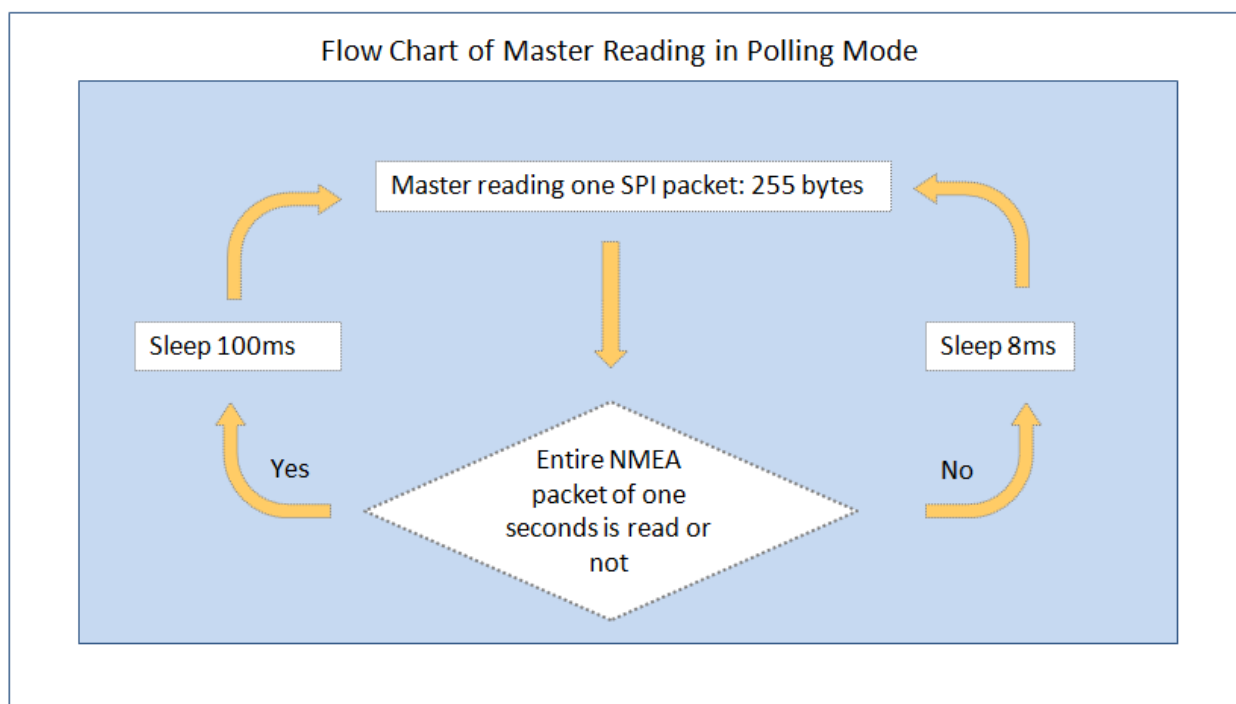 Flow Chart of Master Reading in Polling Mode
Master reading one SPI packet: 255 bytes
Sleep 100ms
Sleep 8ms
Yes
Entire NMEA
packet of one
seconds is read or
not
No